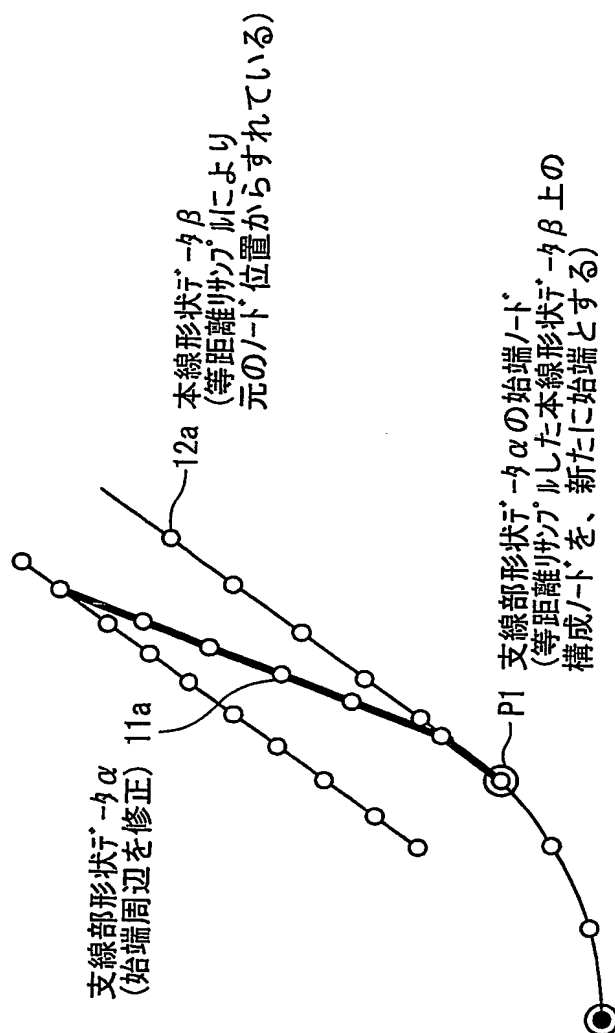 支線部形状データα
(始端周辺を修正)
11a
12a
本線形状データβ
(等距離リサンプルにより
元のノード位置からずれている)
P1
支線部形状データαの始端ノード
(等距離リサンプルした本線形状データβ上の
構成ノードを、新たに始端とする)